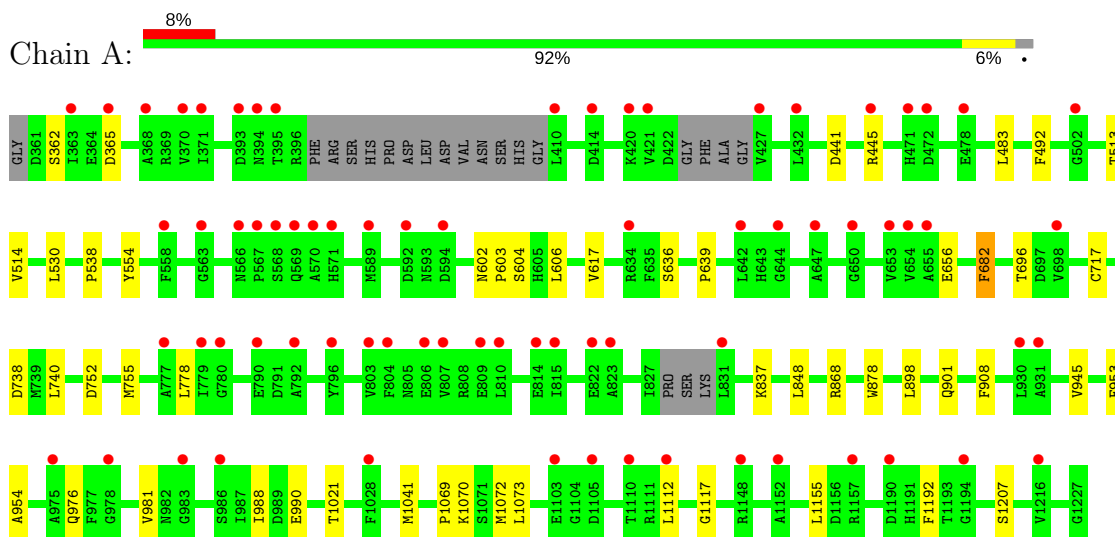 8%
Chain A:
92% 6% •
GLY D361 S362 I363 E364 D365 A368 R369 V370 I371 D393 N394 T395 R396 PHE ARG SER HIS PRO ASP LEU ASP VAL ASN SER HIS GLY L410 D414 K420 V421 D422 GLY PHE ALA GLY V427 L432 D441 R445 H471 D472 E478 L483 F492 G502 T513
V514 L530 P538 Y554 F558 G563 N566 P567 S568 Q569 A570 H571 M589 D592 N593 D594 N602 P603 S604 H605 L606 V617 R634 F635 S636 P639 L642 H643 G644 A647 G650 V653 V654 A655 E656 F682 T696 D697 V698 C717
D738 M739 L740 D752 M755 A777 L778 I779 G780 E790 D791 A792 Y796 V803 F804 N805 E806 V807 R808 E809 L810 E814 I815 E822 A823 I827 PRO SER LYS L831 K837 L848 R868 W878 L898 Q901 F908 L930 A931 V945
A954 A975 Q976 F977 G978 V981 N982 G983 S986 I987 I988 D989 E990 T1021 F1028 M1041 P1069 K1070 S1071 M1072 L1073 E1103 G1104 D1105 T1110 R1111 L1112 G1117 R1148 A1152 L1155 D1156 R1157 D1190 H1191 F1192 T1193 G1194 S1207 V1216 G1227